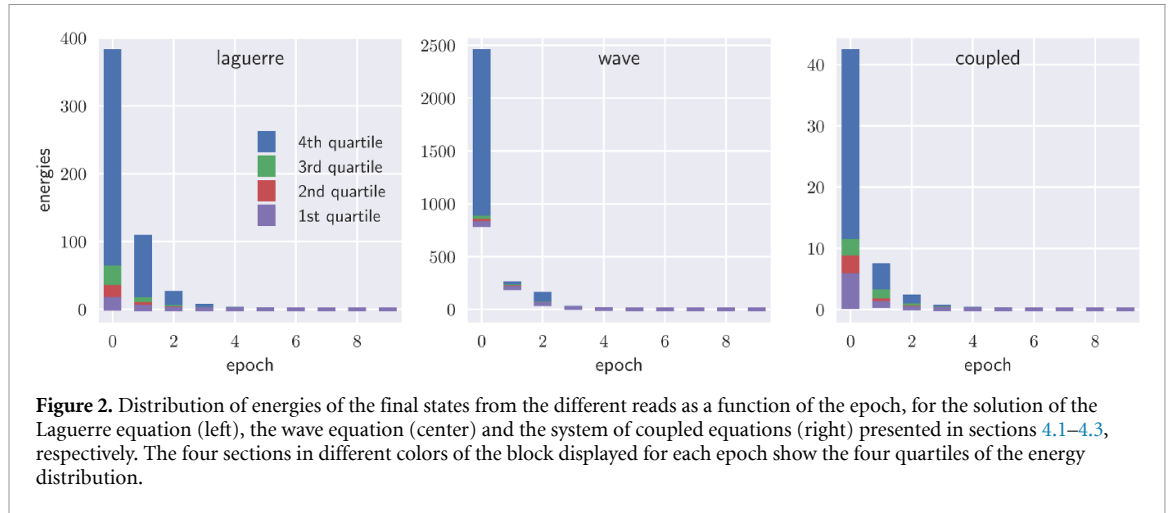 laguerre
400
300
200
100
0
energies
4th quartile
3rd quartile
2nd quartile
1st quartile
0 2 4 6 8
epoch
wave
2500
2000
1500
1000
500
0
0 2 4 6 8
epoch
coupled
40
30
20
10
0
0 2 4 6 8
epoch
Figure 2. Distribution of energies of the final states from the different reads as a function of the epoch, for the solution of the
Laguerre equation (left), the wave equation (center) and the system of coupled equations (right) presented in sections 4.1–4.3,
respectively. The four sections in different colors of the block displayed for each epoch show the four quartiles of the energy
distribution.